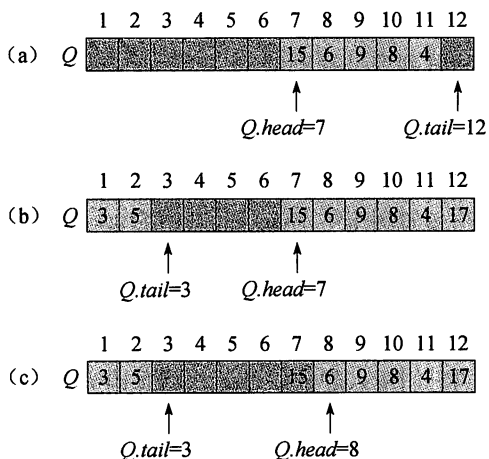 1 2 3 4 5 6 7 8 9 10 11 12
（a） Q 15 6 9 8 4
Q.head=7 Q.tail=12
1 2 3 4 5 6 7 8 9 10 11 12
（b） Q 3 5 15 6 9 8 4 17
Q.tail=3 Q.head=7
1 2 3 4 5 6 7 8 9 10 11 12
（c） Q 3 5 15 6 9 8 4 17
Q.tail=3 Q.head=8